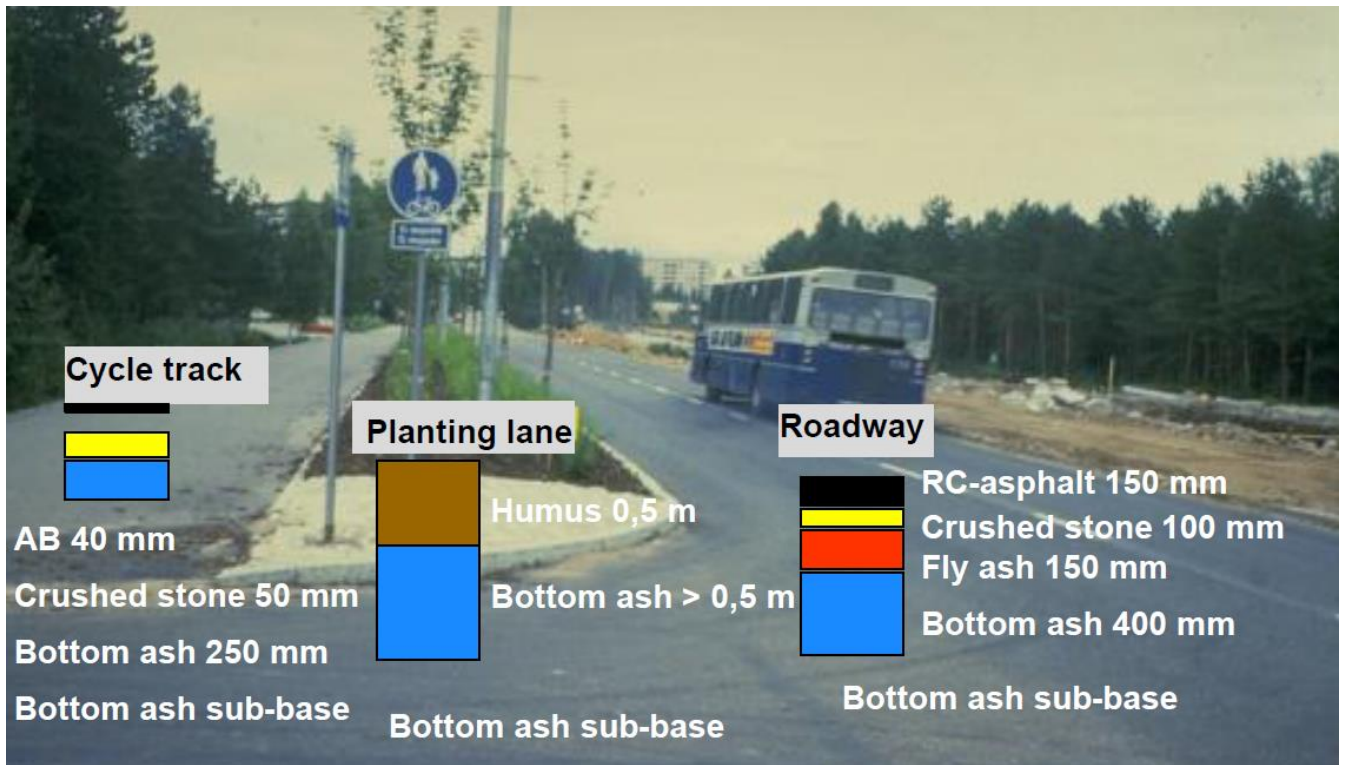 Cycle track
AB 40 mm
Crushed stone 50 mm
Bottom ash 250 mm
Bottom ash sub-base
Planting lane
Humus 0,5 m
Bottom ash > 0,5 m
Bottom ash sub-base
Roadway
RC-asphalt 150 mm
Crushed stone 100 mm
Fly ash 150 mm
Bottom ash 400 mm
Bottom ash sub-base